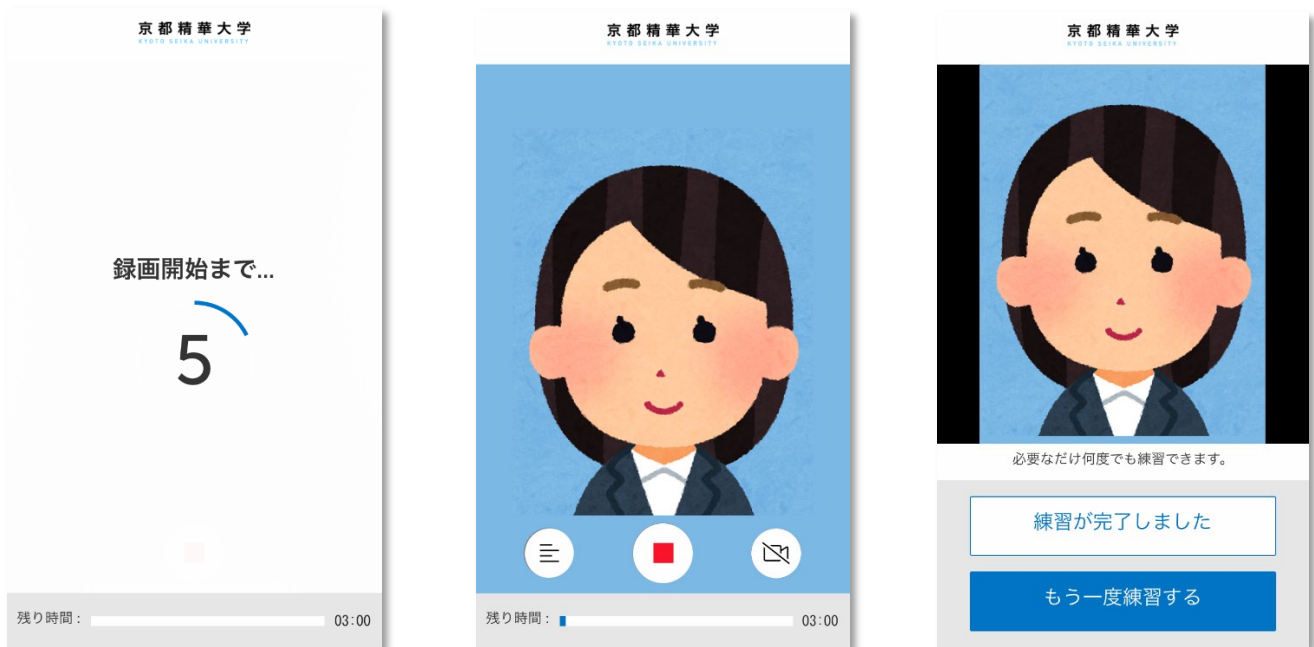 京都精華大学
KYOTO SEIKA UNIVERSITY
録画開始まで...
5
残り時間：
03:00
京都精華大学
KYOTO SEIKA UNIVERSITY
残り時間：
03:00
京都精華大学
KYOTO SEIKA UNIVERSITY
必要なだけ何度でも練習できます。
練習が完了しました
もう一度練習する